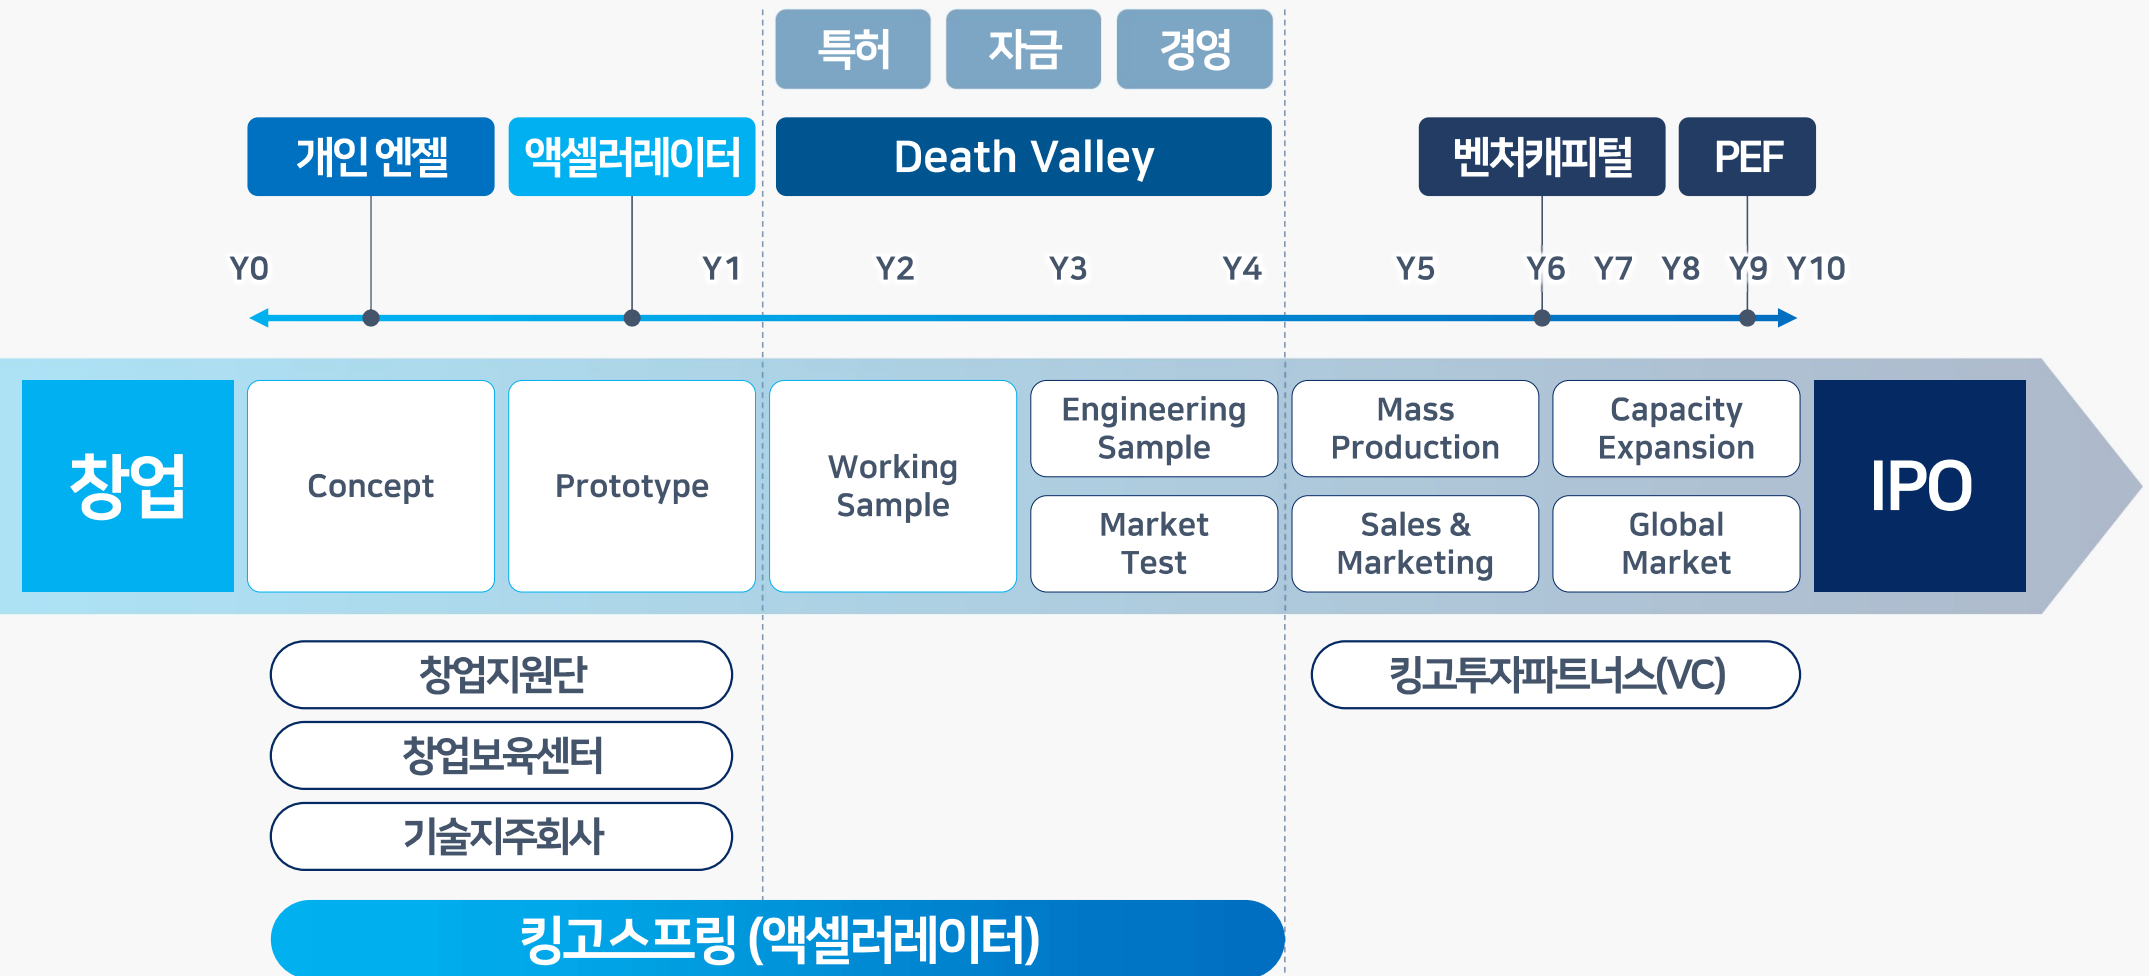 특허 자금 경영
개인 엔젤 액셀러레이터 Death Valley 벤처캐피털 PEF
Y0 Y1 Y2 Y3 Y4 Y5 Y6 Y7 Y8 Y9 Y10
창업
Concept
Prototype
Working
Sample
Engineering
Sample
Market
Test
Mass
Production
Sales &
Marketing
Capacity
Expansion
Global
Market
IPO
창업지원단
창업보육센터
기술지주회사
킹고투자파트너스(VC)
킹고스프링 (액셀러레이터)